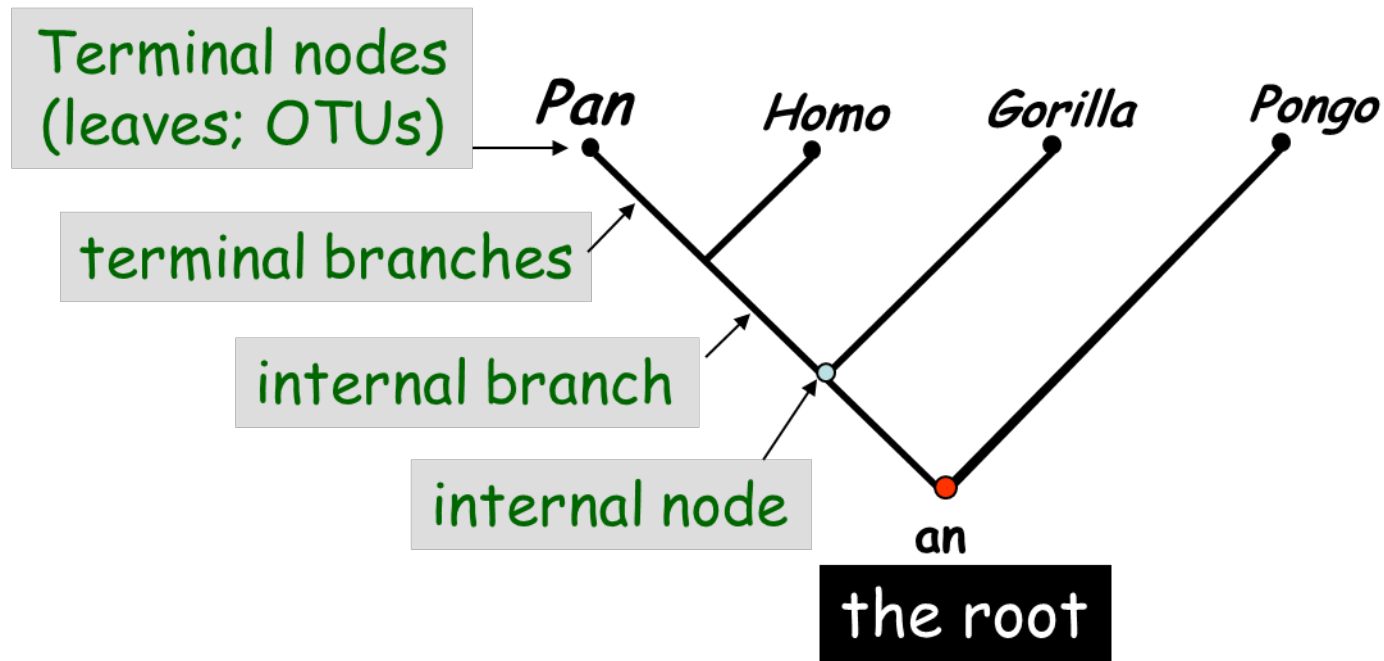 Terminal nodes
(leaves; OTUs)
Pan
Homo
Gorilla
Pongo
terminal branches
internal branch
internal node
an
the root